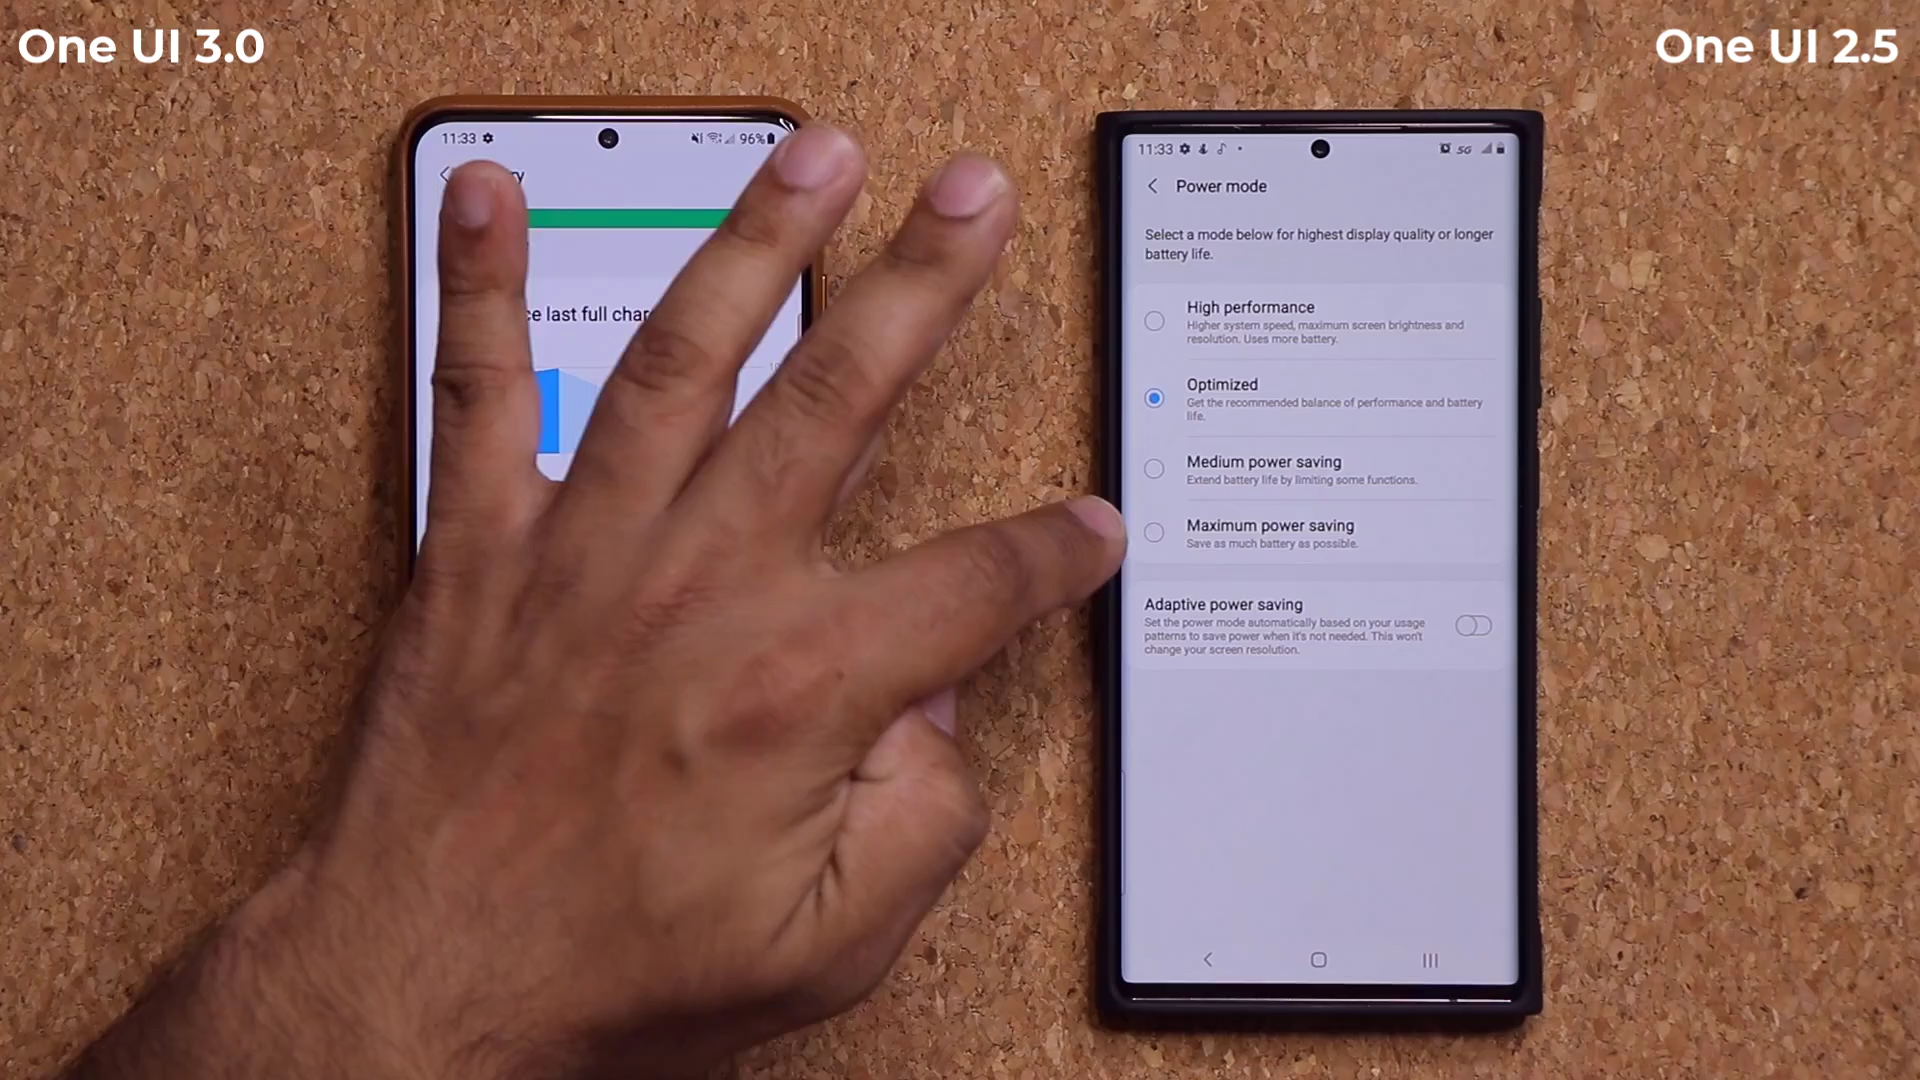 One UI 3.0
One UI 2.5
11:33
96%
last full
11:33
5G
Power mode
Select a mode below for highest display quality or longer
battery life.
High performance
Higher system speed, maximum screen brightness and
resolution. Uses more battery.
Optimized
Get the recommended balance of performance and battery
life.
Medium power saving
Extend battery life by limiting some functions.
Maximum power saving
Save as much battery as possible.
Adaptive power saving
Set the power mode automatically based on your usage
patterns to save power when it's not needed. This won't
change your screen resolution.